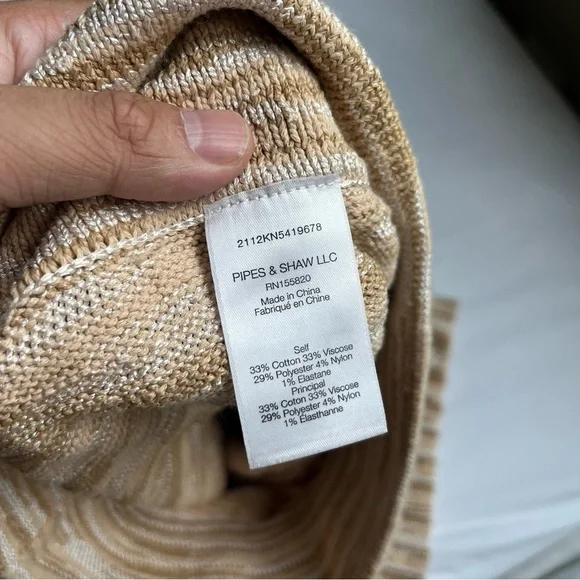 2112KN5419678
PIPES & SHAW LLC
RN155820
Made in China
Fabriqué en Chine
Self
33% Cotton 33% Viscose
29% Polyester 4% Nylon
1% Elastane
Principal
33% Coton 33% Viscose
29% Polyester 4% Nylon
1% Élasthanne